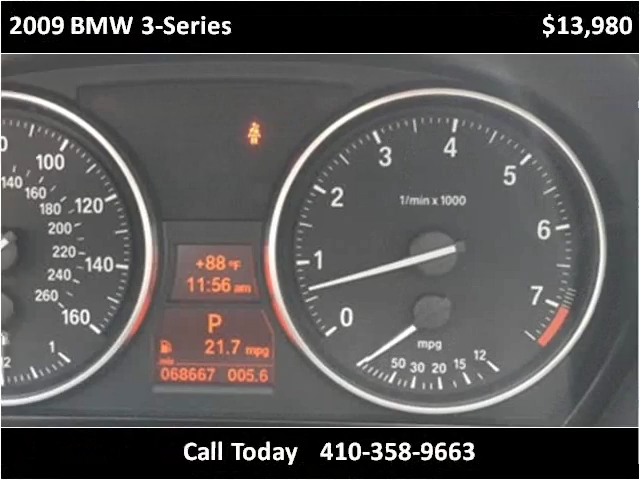 2009 BMW 3-Series $13,980
100
140 160
180 120
200
220 140
240
260 160
1
12
+88 °F
11:56 am
P
21.7 mpg
068667 005.6
4
3 5
1/min x 1000
2 6
1
7
0
mpg
50 30 20 15 12
Call Today 410-358-9663